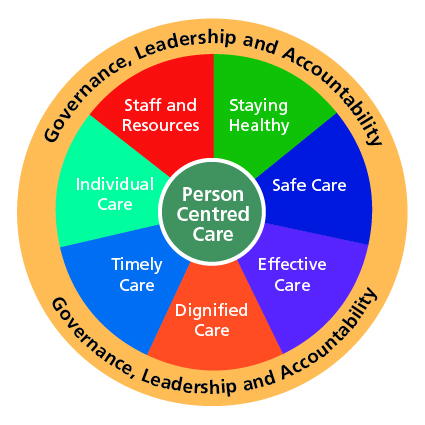 Governance, Leadership and Accountability
Staff and
Resources
Staying
Healthy
Individual
Care
Person
Centred
Care
Safe Care
Timely
Care
Effective
Care
Dignified
Care
Governance, Leadership and Accountability